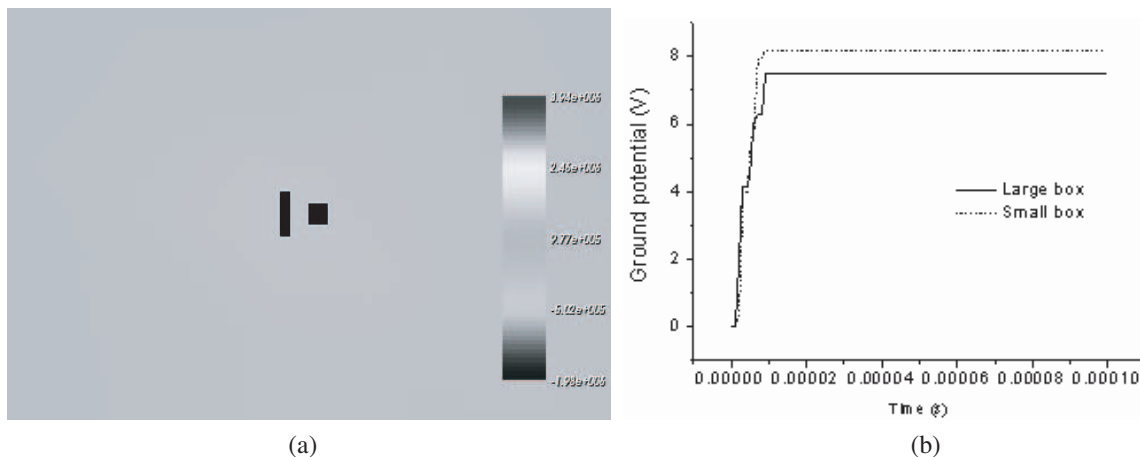 3.94e+006
2.46e+006
9.77e+005
-5.02e+005
-1.98e+006
(a)
Ground potential (V)
8
6
4
2
0
Large box
Small box
0.00000 0.00002 0.00004 0.00006 0.00008 0.00010
Time (s)
(b)